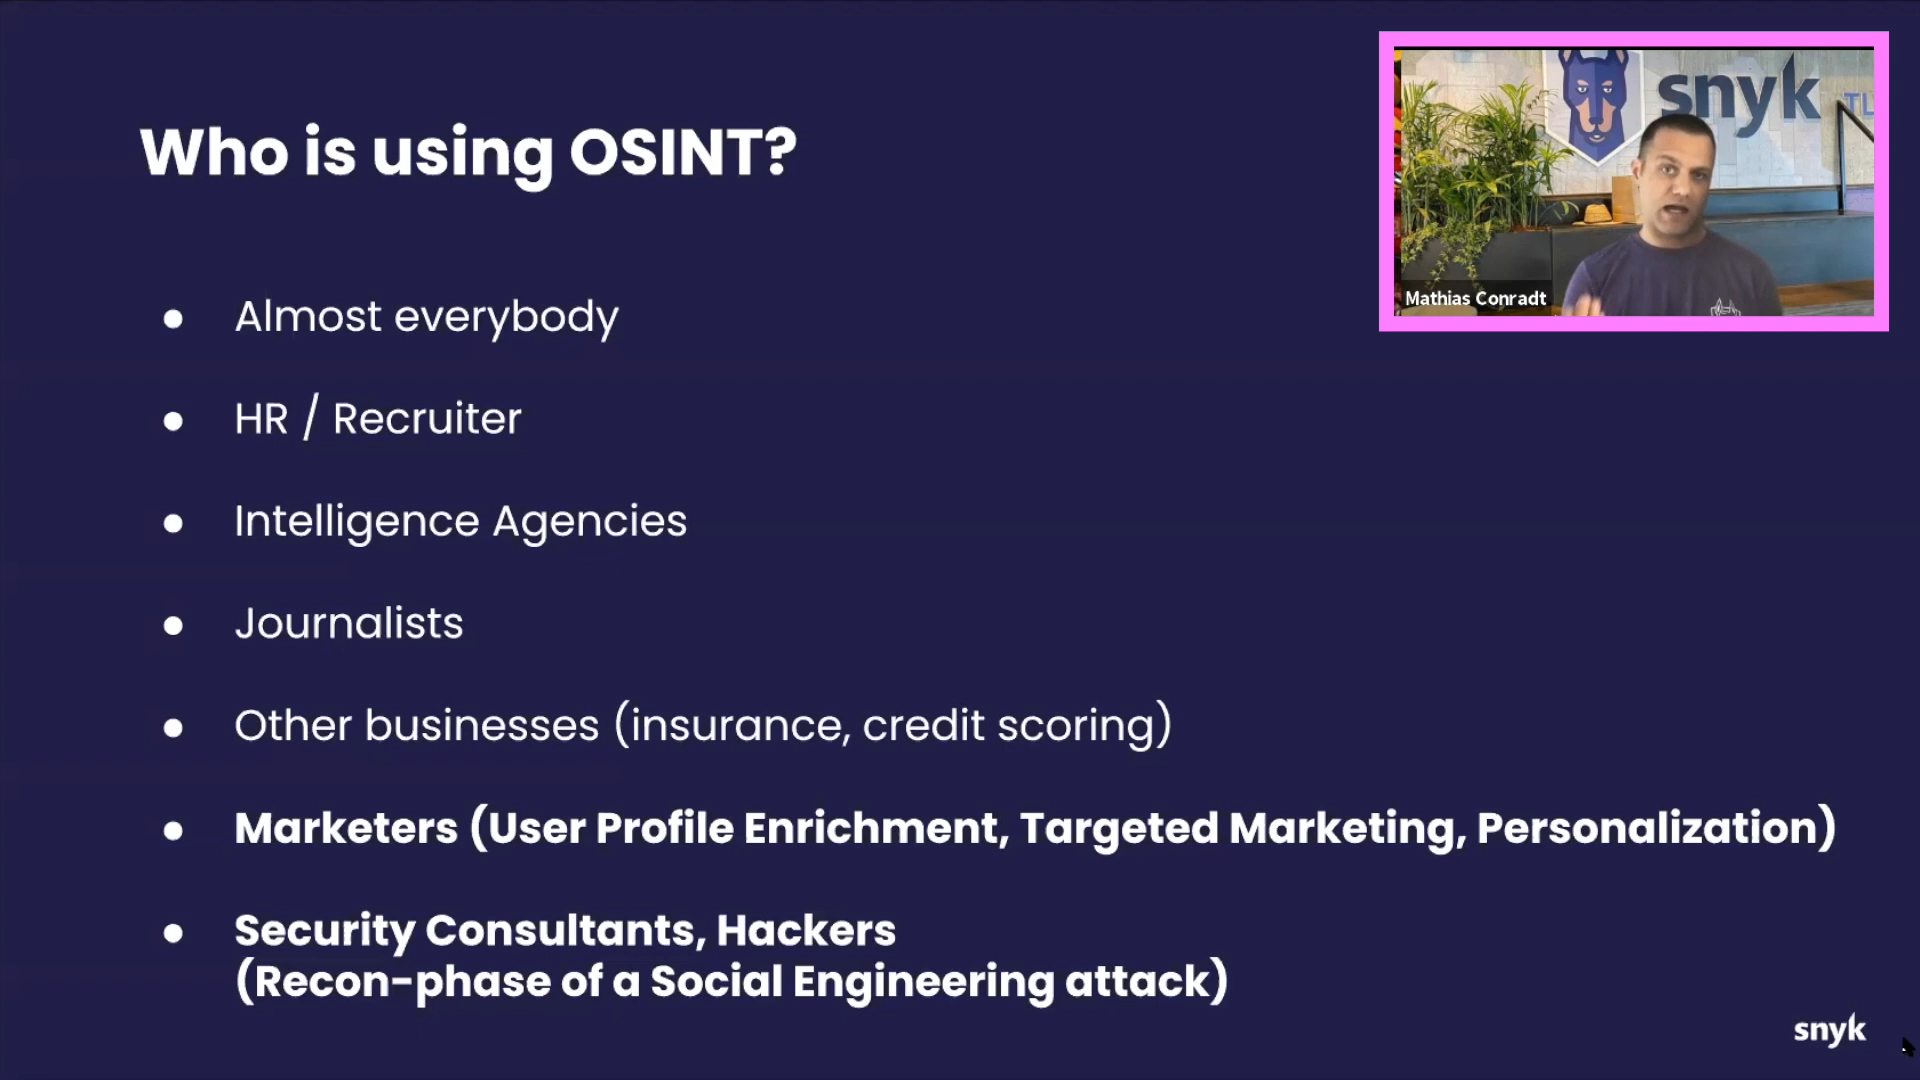 Who is using OSINT?
snyk
TL
Mathias Conradt
● Almost everybody
● HR / Recruiter
● Intelligence Agencies
● Journalists
● Other businesses (insurance, credit scoring)
● Marketers (User Profile Enrichment, Targeted Marketing, Personalization)
● Security Consultants, Hackers
(Recon-phase of a Social Engineering attack)
snyk